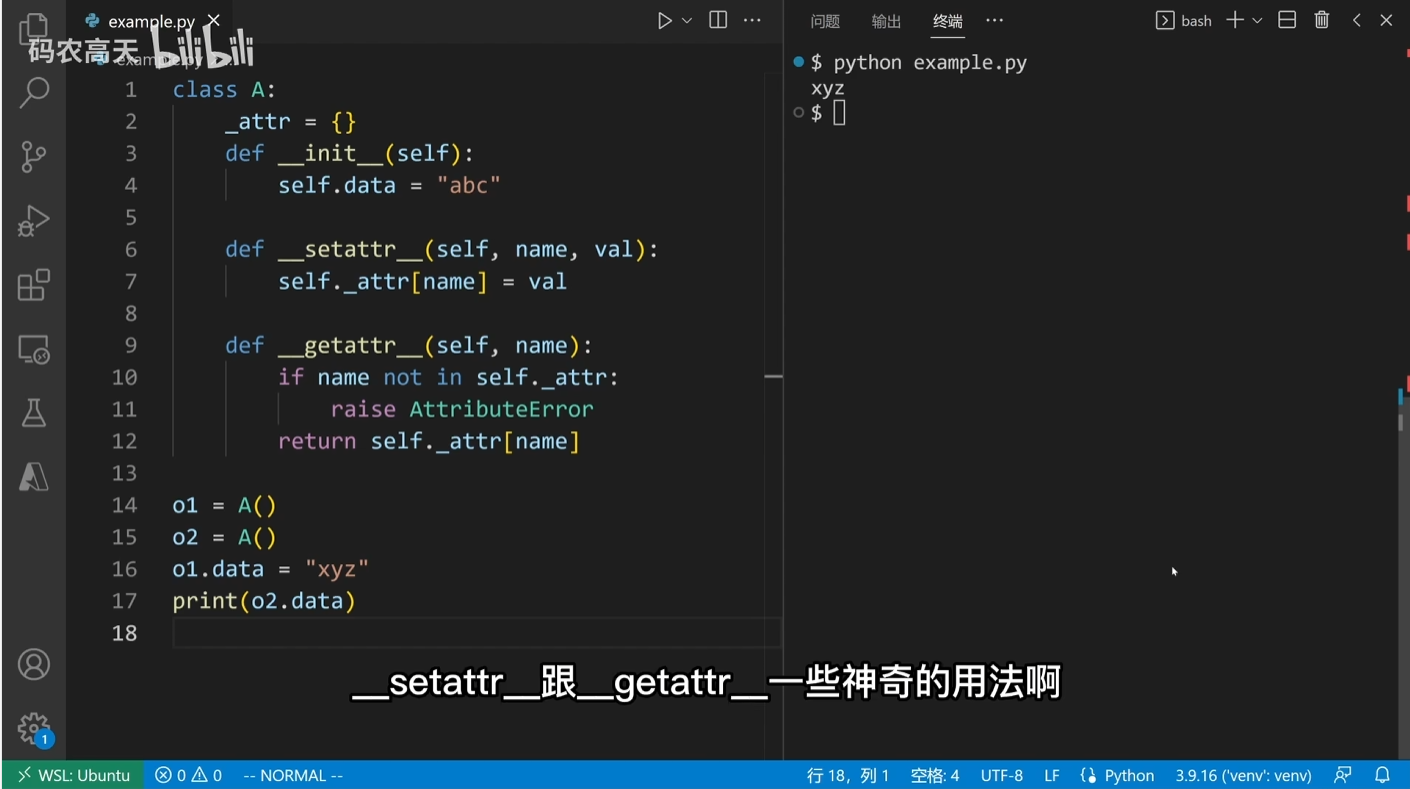 example.py
码农高天 bilibili
example.py
1 class A:
2     _attr = {}
3     def __init__(self):
4         self.data = "abc"
5
6     def __setattr__(self, name, val):
7         self._attr[name] = val
8
9     def __getattr__(self, name):
10         if name not in self._attr:
11             raise AttributeError
12         return self._attr[name]
13
14 o1 = A()
15 o2 = A()
16 o1.data = "xyz"
17 print(o2.data)
18
问题 输出 终端 bash
$ python example.py
xyz
$
__setattr__跟__getattr__一些神奇的用法啊
1
WSL: Ubuntu 0 0 -- NORMAL -- 行 18，列 1 空格: 4 UTF-8 LF Python 3.9.16 ('venv': venv)